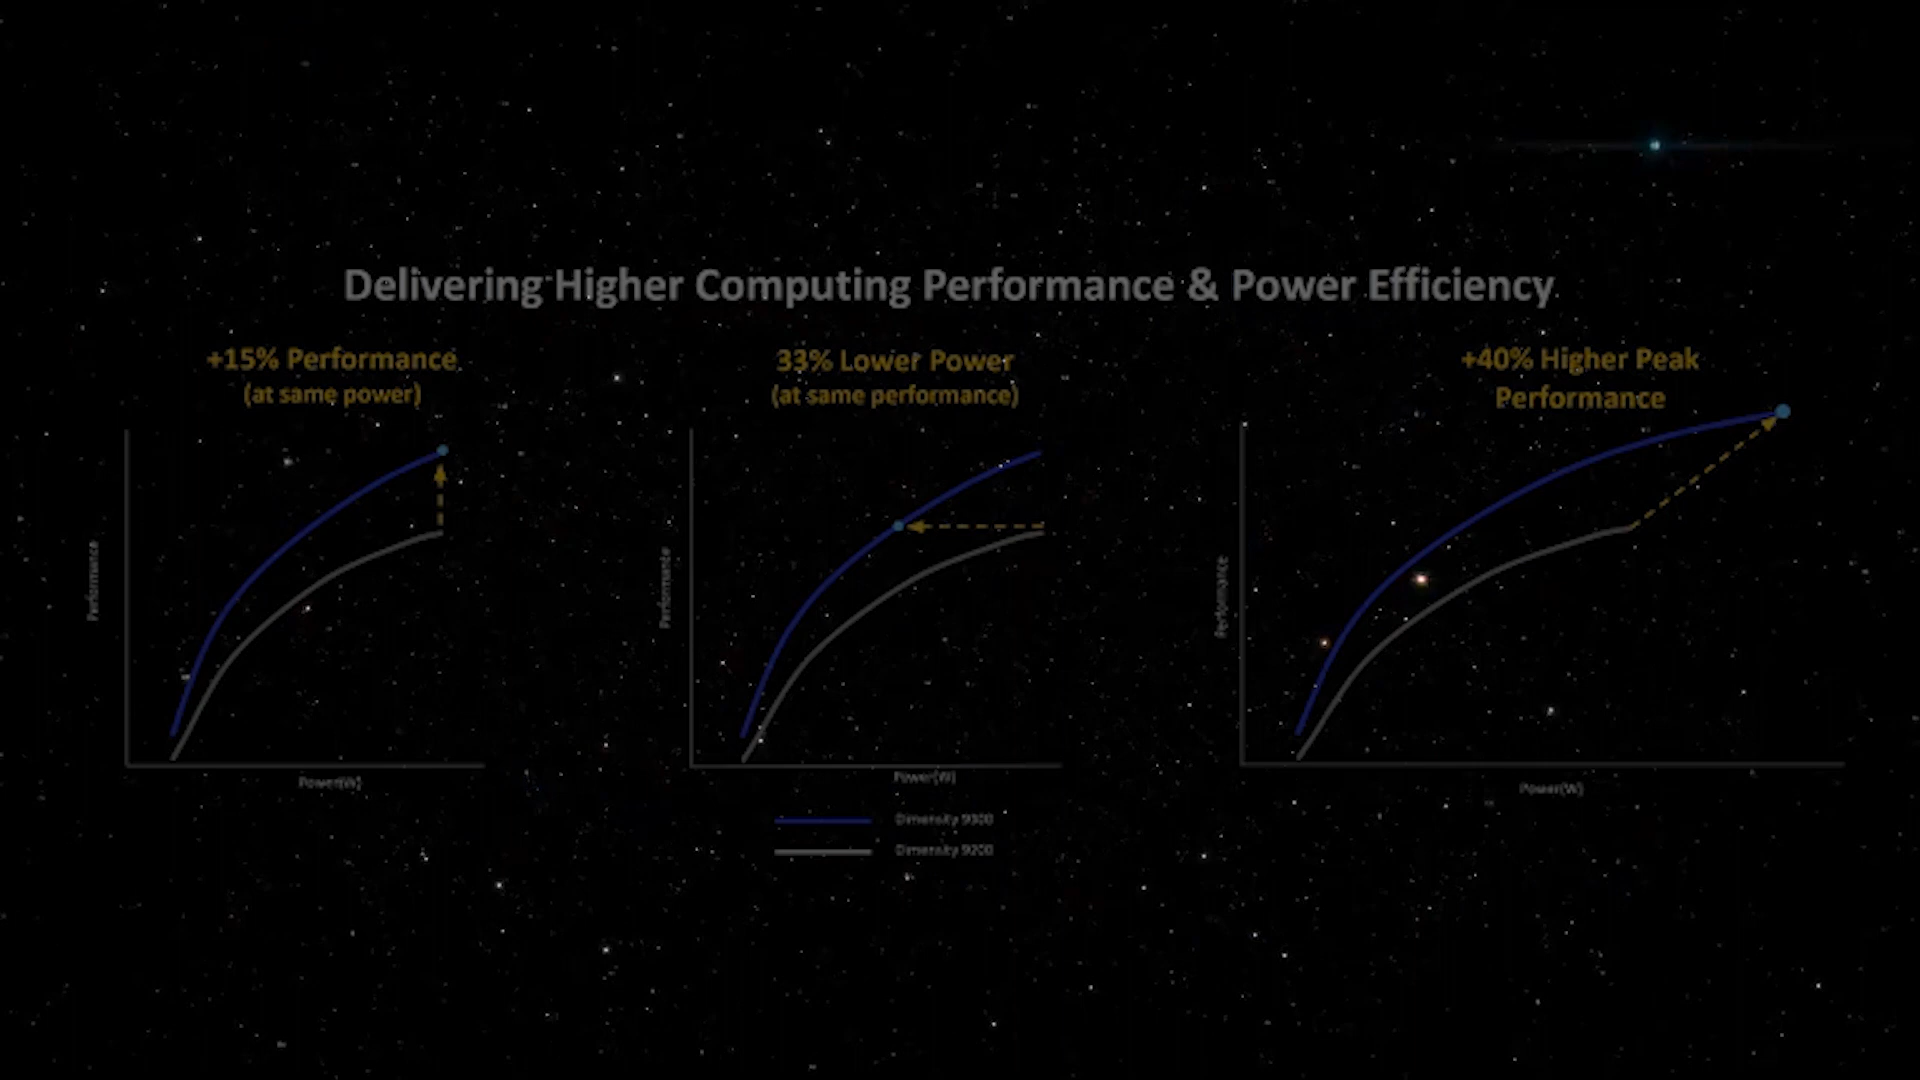 Delivering Higher Computing Performance & Power Efficiency
+15% Performance
(at same power)
33% Lower Power
(at same performance)
+40% Higher Peak
Performance
Performance
Performance
Performance
Power(W)
Power(W)
Power(W)
Dimensity 9300
Dimensity 9200